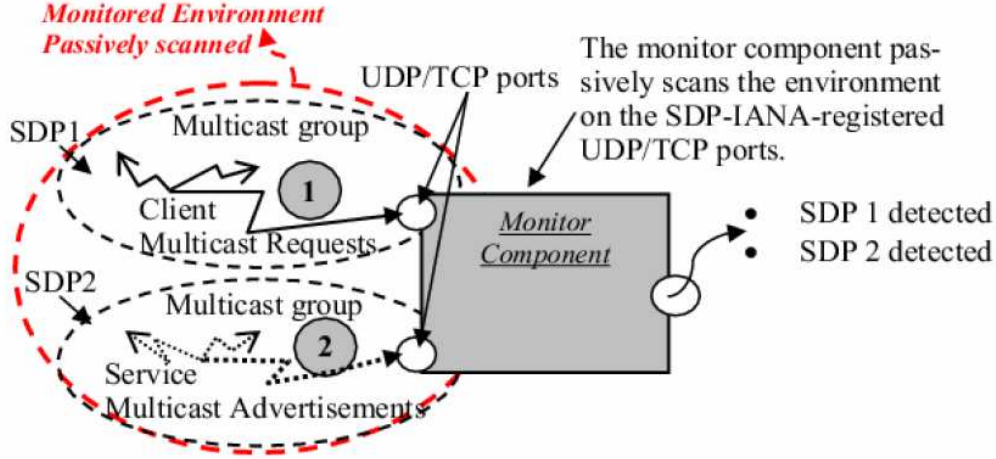 Monitored Environment
Passively scanned
UDP/TCP ports
The monitor component pas-
sively scans the environment
on the SDP-IANA-registered
UDP/TCP ports.
SDP1
Multicast group
1
Client
Multicast Requests
Monitor
Component
• SDP 1 detected
• SDP 2 detected
SDP2
Multicast group
2
Service
Multicast Advertisements